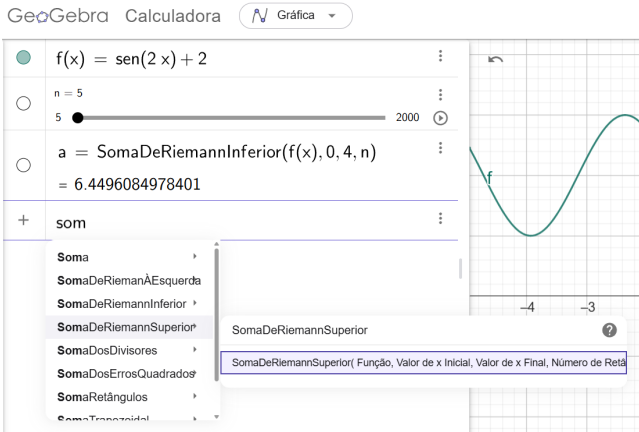 GeoGebra Calculadora Gráfica
f(x) = sen(2 x) + 2
n = 5
5 2000
a = SomaDeRiemannInferior(f(x), 0, 4, n)
= 6.4496084978401
+ som
Soma
SomaDeRiemanÀEsquerda
SomaDeRiemannInferior
SomaDeRiemannSuperior
SomaDosDivisores
SomaDosErrosQuadrados
SomaRetângulos
SomaTrapezoidal
SomaDeRiemannSuperior ?
SomaDeRiemannSuperior( Função, Valor de x Inicial, Valor de x Final, Número de Retâ
f
–4 –3